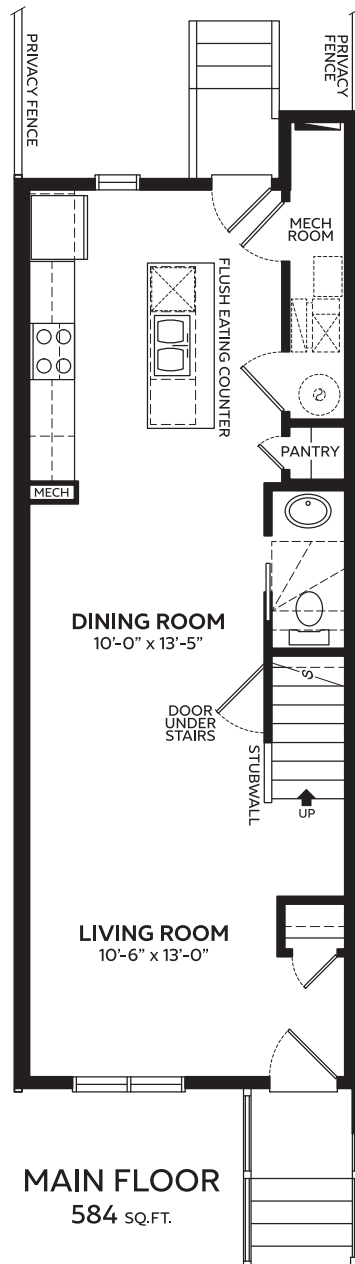 PRIVACY FENCE
PRIVACY
FENCE
MECH
ROOM
FLUSH EATING COUNTER
PANTRY
MECH
DINING ROOM
10'-0" x 13'-5"
S
DOOR
UNDER
STAIRS
STUBWALL
UP
LIVING ROOM
10'-6" x 13'-0"
MAIN FLOOR
584 SQ.FT.